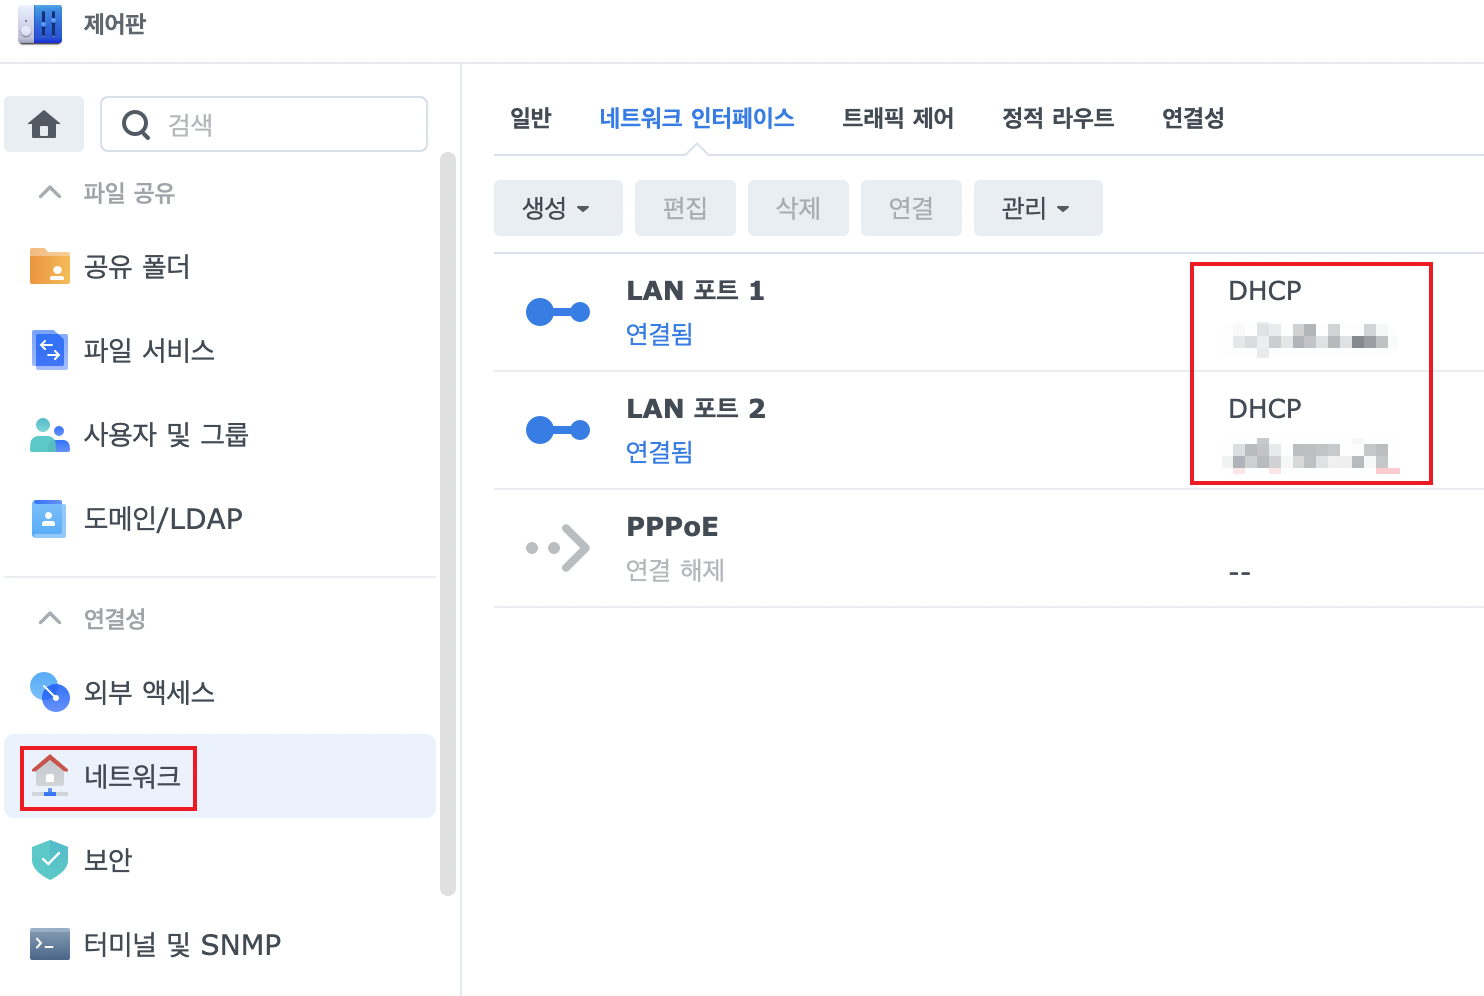 제어판
검색
파일 공유
공유 폴더
파일 서비스
사용자 및 그룹
도메인/LDAP
연결성
외부 액세스
네트워크
보안
터미널 및 SNMP
일반 네트워크 인터페이스 트래픽 제어 정적 라우트 연결성
생성 편집 삭제 연결 관리
LAN 포트 1 DHCP
연결됨
LAN 포트 2 DHCP
연결됨
PPPoE
연결 해제 --